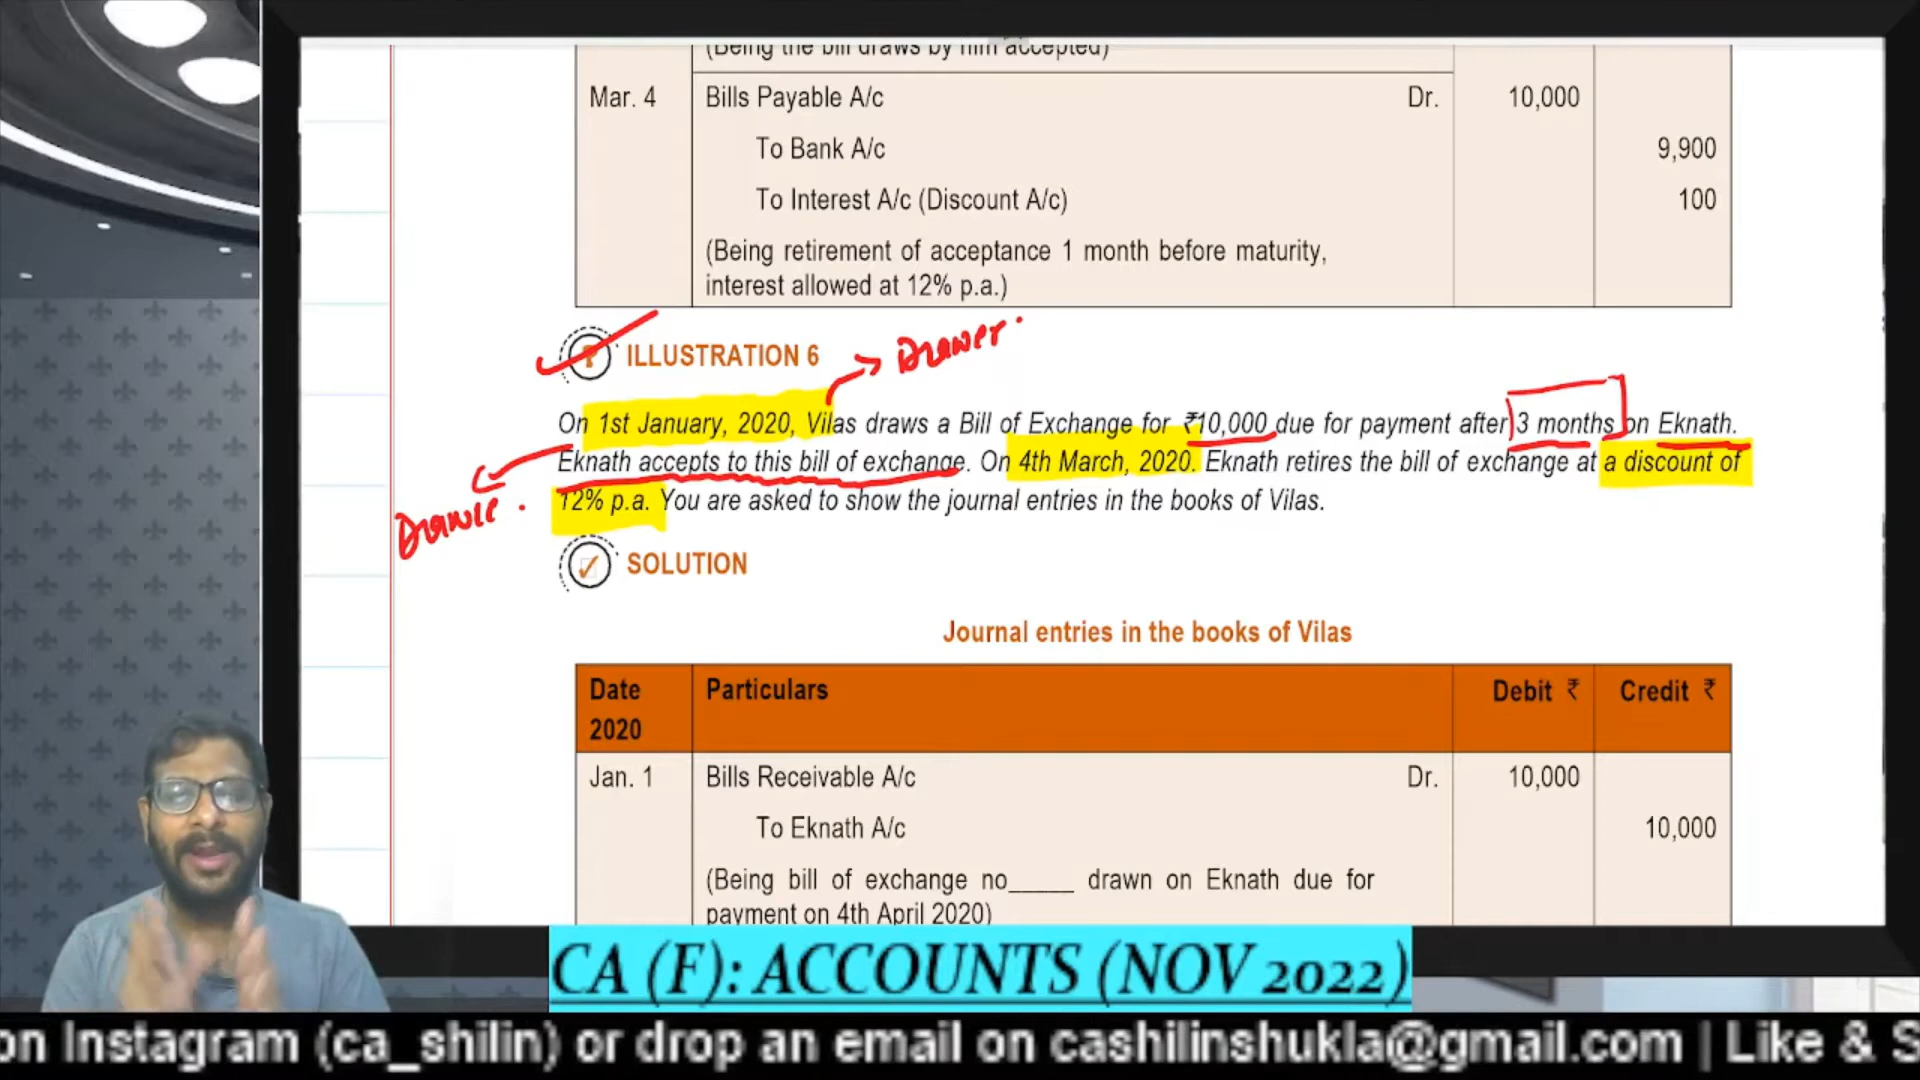 (Being the bill draws by him accepted)
Mar. 4 Bills Payable A/c Dr. 10,000
To Bank A/c 9,900
To Interest A/c (Discount A/c) 100
(Being retirement of acceptance 1 month before maturity,
interest allowed at 12% p.a.)
ILLUSTRATION 6
Drawer
On 1st January, 2020, Vilas draws a Bill of Exchange for ₹10,000 due for payment after 3 months on Eknath.
Eknath accepts to this bill of exchange. On 4th March, 2020. Eknath retires the bill of exchange at a discount of
12% p.a. You are asked to show the journal entries in the books of Vilas.
Drawee.
SOLUTION
Journal entries in the books of Vilas
Date Particulars Debit ₹ Credit ₹
2020
Jan. 1 Bills Receivable A/c Dr. 10,000
To Eknath A/c 10,000
(Being bill of exchange no_____ drawn on Eknath due for
payment on 4th April 2020)
CA (F): ACCOUNTS (NOV 2022)
on Instagram (ca_shilin) or drop an email on cashilinshukla@gmail.com | Like & S